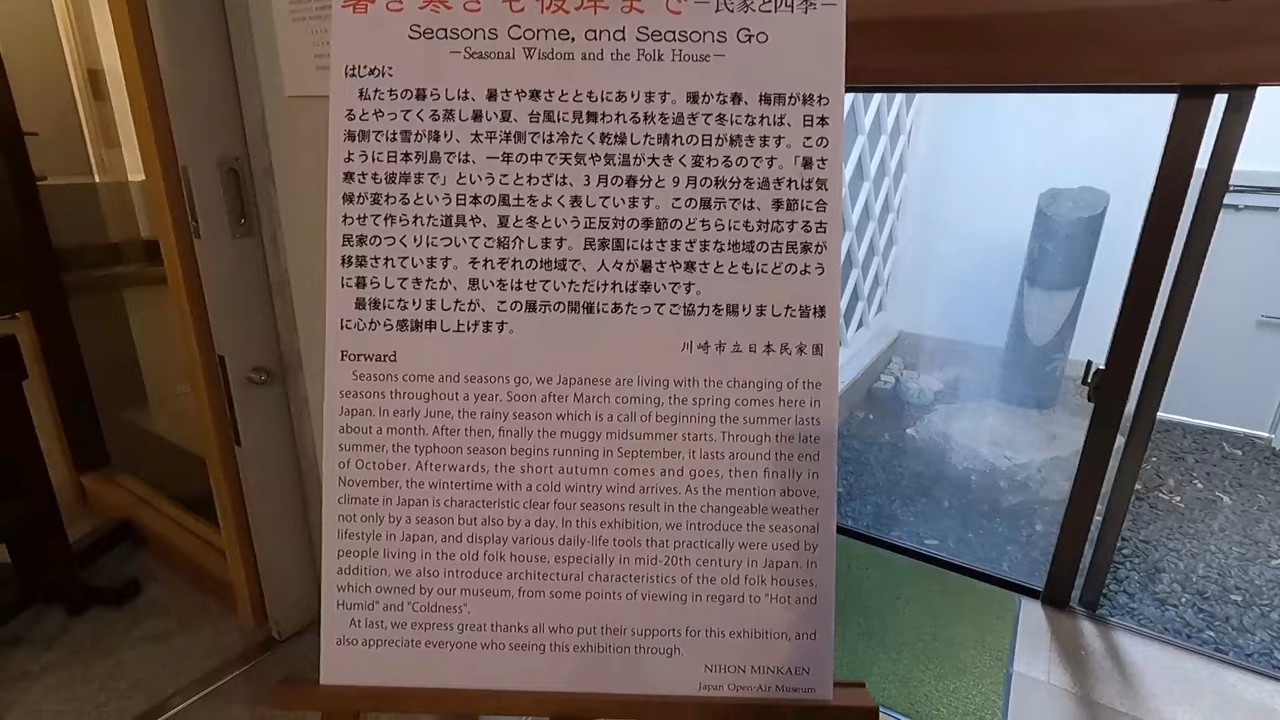 暑さ寒さも彼岸まで－民家と四季－
Seasons Come, and Seasons Go
－Seasonal Wisdom and the Folk House－
はじめに
私たちの暮らしは、暑さや寒さとともにあります。暖かな春、梅雨が終わ
るとやってくる蒸し暑い夏、台風に見舞われる秋を過ぎて冬になれば、日本
海側では雪が降り、太平洋側では冷たく乾燥した晴れの日が続きます。この
ように日本列島では、一年の中で天気や気温が大きく変わるのです。「暑さ
寒さも彼岸まで」ということわざは、3月の春分と9月の秋分を過ぎれば気
候が変わるという日本の風土をよく表しています。この展示では、季節に合
わせて作られた道具や、夏と冬という正反対の季節のどちらにも対応する古
民家のつくりについてご紹介します。民家園にはさまざまな地域の古民家が
移築されています。それぞれの地域で、人々が暑さや寒さとともにどのよう
に暮らしてきたか、思いをはせていただければ幸いです。
最後になりましたが、この展示の開催にあたってご協力を賜りました皆様
に心から感謝申し上げます。
川崎市立日本民家園
Forward
Seasons come and seasons go, we Japanese are living with the changing of the
seasons throughout a year. Soon after March coming, the spring comes here in
Japan. In early June, the rainy season which is a call of beginning the summer lasts
about a month. After then, finally the muggy midsummer starts. Through the late
summer, the typhoon season begins running in September, it lasts around the end
of October. Afterwards, the short autumn comes and goes, then finally in
November, the wintertime with a cold wintry wind arrives. As the mention above,
climate in Japan is characteristic clear four seasons result in the changeable weather
not only by a season but also by a day. In this exhibition, we introduce the seasonal
lifestyle in Japan, and display various daily-life tools that practically were used by
people living in the old folk house, especially in mid-20th century in Japan. In
addition, we also introduce architectural characteristics of the old folk houses,
which owned by our museum, from some points of viewing in regard to "Hot and
Humid" and "Coldness".
At last, we express great thanks all who put their supports for this exhibition, and
also appreciate everyone who seeing this exhibition through.
NIHON MINKAEN
Japan Open-Air Museum